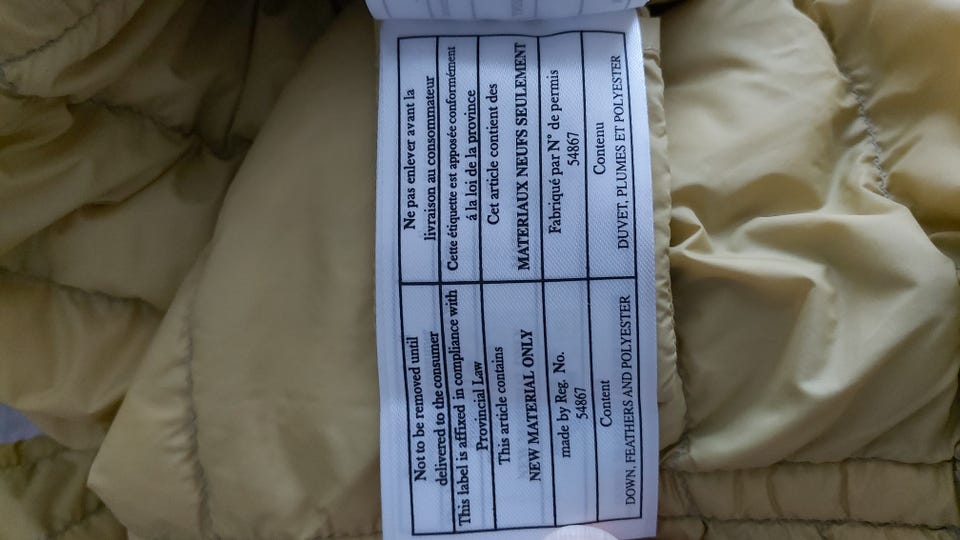 Not to be removed until
delivered to the consumer
This label is affixed in compliance with
Provincial Law
This article contains
NEW MATERIAL ONLY
made by Reg. No.
54867
Content
DOWN, FEATHERS AND POLYESTER
Ne pas enlever avant la
livraison au consommateur
Cette étiquette est apposée conformément
á la loi de la province
Cet article contient des
MATERIAUX NEUFS SEULEMENT
Fabriqué par N° de permis
54867
Contenu
DUVET, PLUMES ET POLYESTER